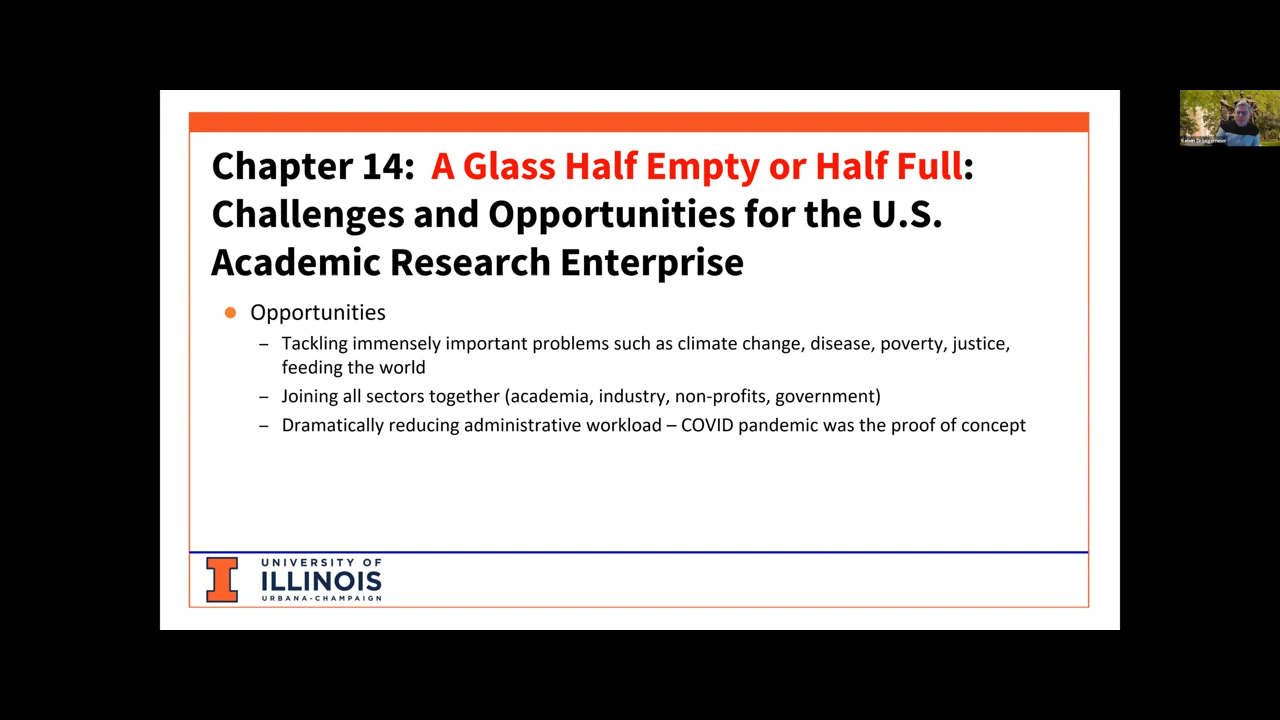 Chapter 14: A Glass Half Empty or Half Full:
Challenges and Opportunities for the U.S.
Academic Research Enterprise
Opportunities
– Tackling immensely important problems such as climate change, disease, poverty, justice,
feeding the world
– Joining all sectors together (academia, industry, non-profits, government)
– Dramatically reducing administrative workload – COVID pandemic was the proof of concept
UNIVERSITY OF
ILLINOIS
URBANA-CHAMPAIGN